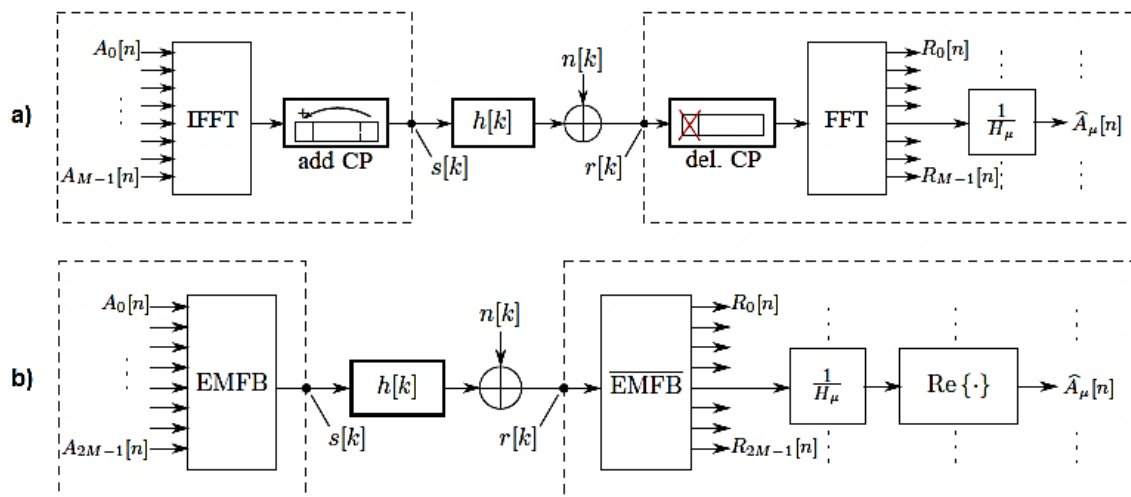 a)
A_0[n]
A_{M-1}[n]
IFFT
add CP
s[k]
h[k]
n[k]
r[k]
del. CP
FFT
R_0[n]
R_{M-1}[n]
1/H_μ
Â_μ[n]
b)
A_0[n]
A_{2M-1}[n]
EMFB
s[k]
h[k]
n[k]
r[k]
\overline{EMFB}
R_0[n]
R_{2M-1}[n]
1/H_μ
Re{·}
Â_μ[n]